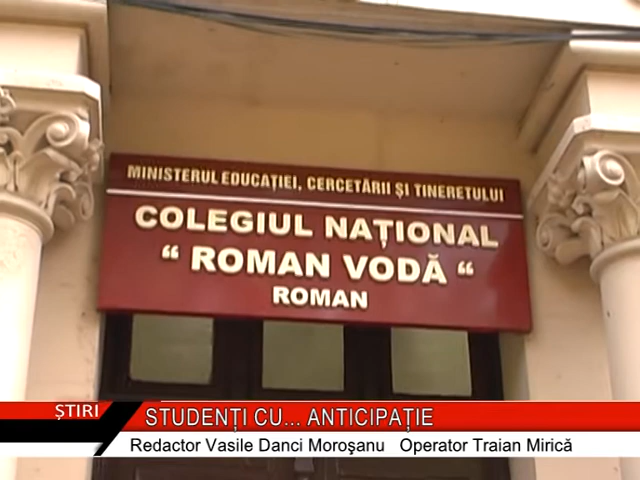 MINISTERUL EDUCAȚIEI, CERCETĂRII ȘI TINERETULUI
COLEGIUL NAȚIONAL
“ ROMAN VODĂ “
ROMAN
ȘTIRI
STUDENȚI CU... ANTICIPAȚIE
Redactor Vasile Danci Moroşanu Operator Traian Mirică